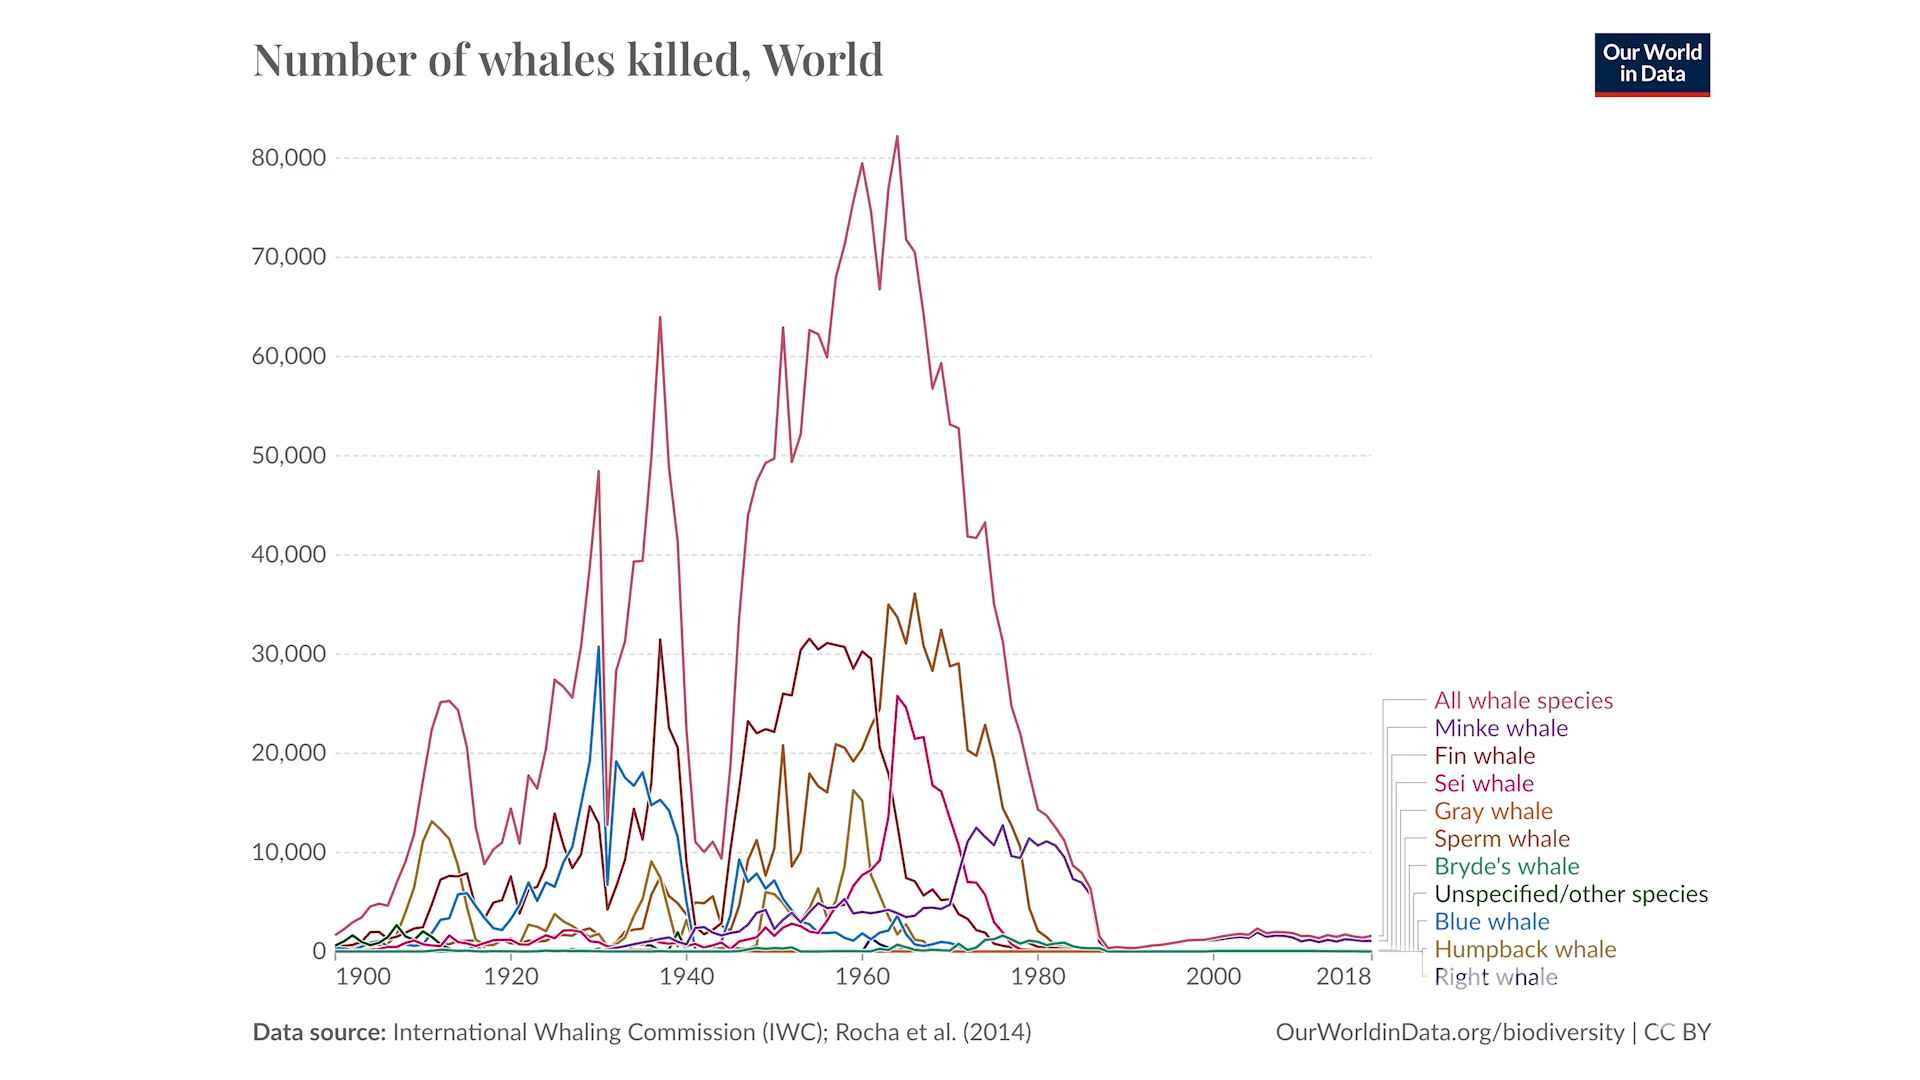 Number of whales killed, World
Our World
in Data
80,000
70,000
60,000
50,000
40,000
30,000
20,000
10,000
0
1900 1920 1940 1960 1980 2000 2018
All whale species
Minke whale
Fin whale
Sei whale
Gray whale
Sperm whale
Bryde's whale
Unspecified/other species
Blue whale
Humpback whale
Right whale
Data source: International Whaling Commission (IWC); Rocha et al. (2014)
OurWorldinData.org/biodiversity | CC BY